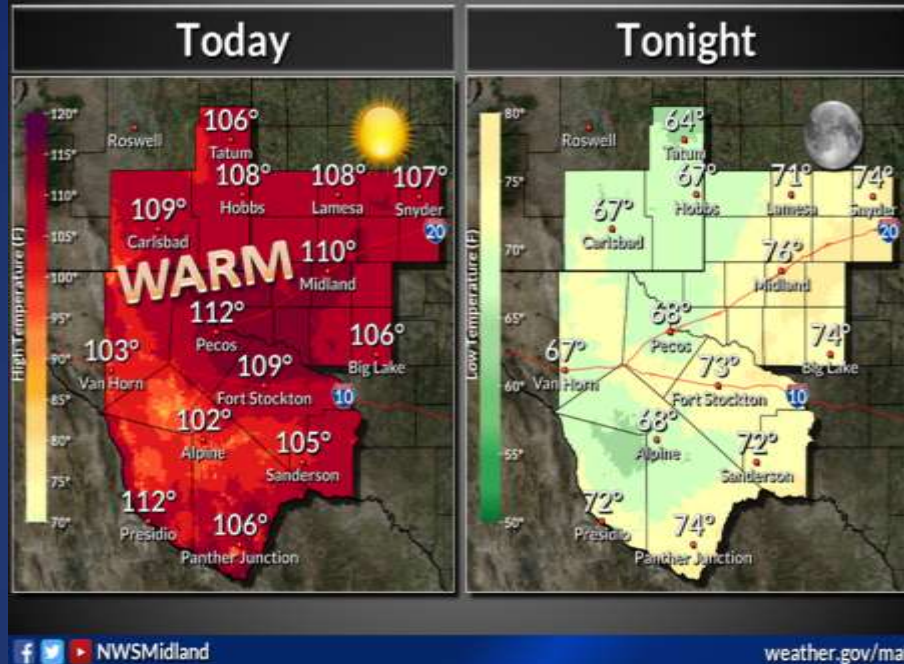 Today
Tonight
120°
115°
110°
105°
100°
95°
90°
85°
80°
70°
High Temperature (F)
Roswell
106°
Tatum
108°
Hobbs
108°
Lamesa
107°
Snyder
109°
Carlsbad
20
WARM
110°
Midland
112°
Pecos
106°
Big Lake
103°
Van Horn
109°
Fort Stockton
10
102°
Alpine
105°
Sanderson
112°
Presidio
106°
Panther Junction
80°
75°
70°
65°
60°
55°
50°
Low Temperature (F)
Roswell
64°
Tatum
67°
Hobbs
71°
Lamesa
74°
Snyder
67°
Carlsbad
20
76°
Midland
68°
Pecos
74°
Big Lake
67°
Van Horn
73°
Fort Stockton
10
68°
Alpine
72°
Sanderson
72°
Presidio
74°
Panther Junction
NWSMidland
weather.gov/ma